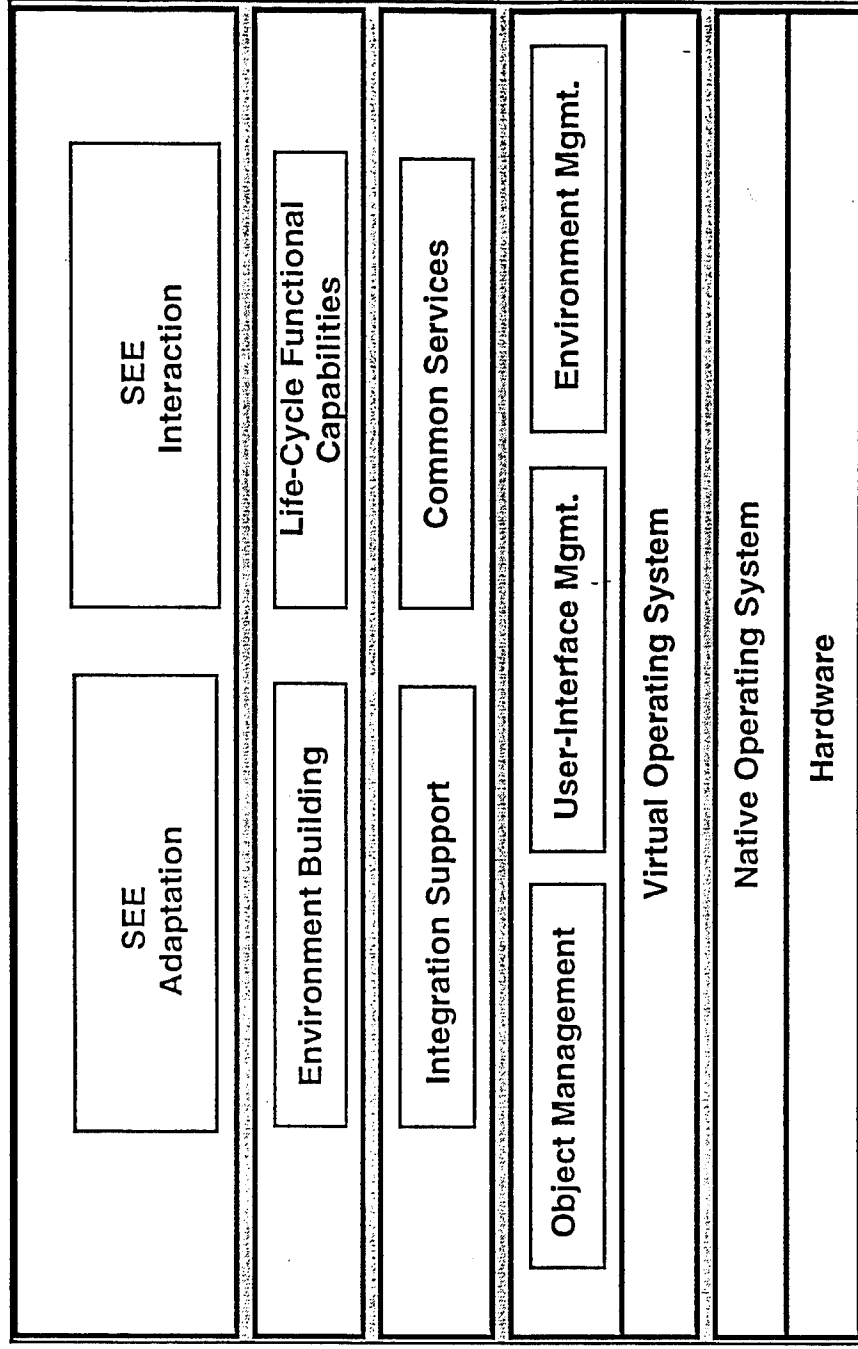 SEE
Adaptation
SEE
Interaction
Environment Building
Life-Cycle Functional
Capabilities
Integration Support
Common Services
Object Management
User-Interface Mgmt.
Environment Mgmt.
Virtual Operating System
Native Operating System
Hardware